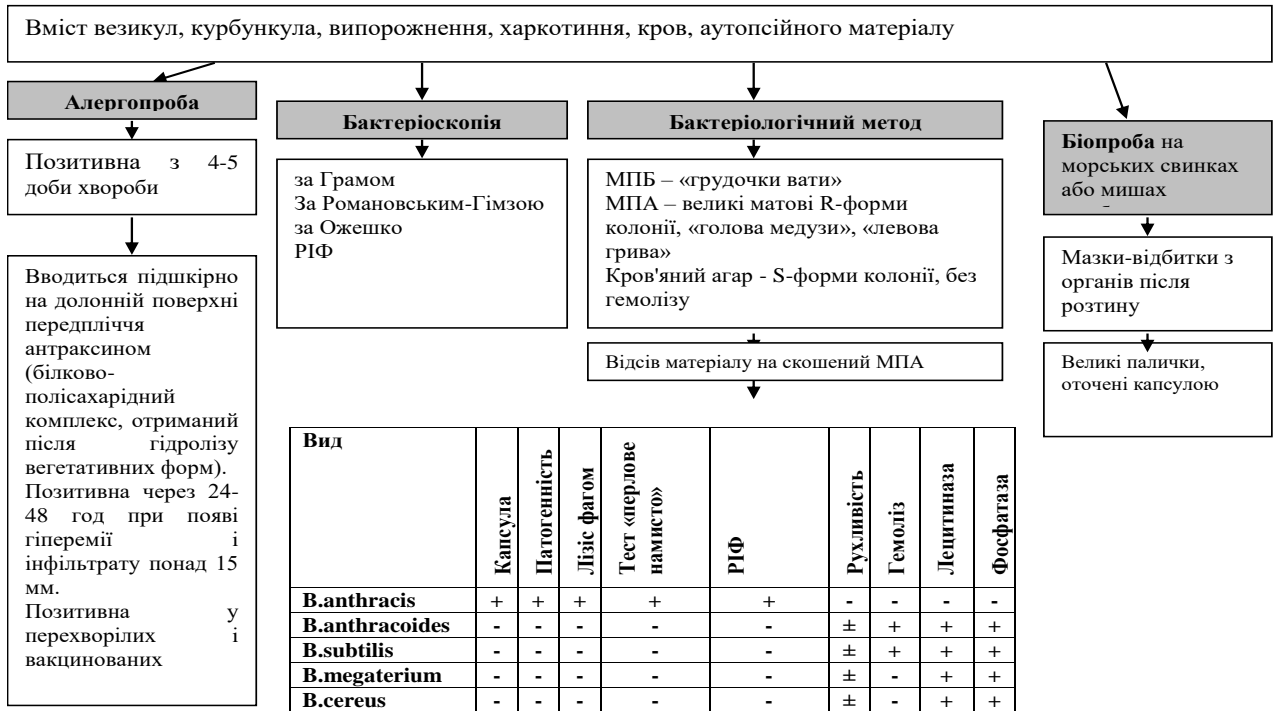 Вміст везикул, курбункула, випорожнення, харкотиння, кров, аутопсійного матеріалу
Алергопроба
Позитивна з 4-5
доби хвороби
Вводиться підшкірно
на долонній поверхні
передпліччя
антраксином
(білково-
полісахарідний
комплекс, отриманий
після гідролізу
вегетативних форм).
Позитивна через 24-
48 год при появі
гіперемії і
інфільтрату понад 15
мм.
Позитивна у
перехворілих і
вакцинованих
Бактеріоскопія
за Грамом
За Романовським-Гімзою
за Ожешко
РІФ
Бактеріологічний метод
МПБ – «грудочки вати»
МПА – великі матові R-форми
колонії, «голова медузи», «левова
грива»
Кров'яний агар - S-форми колонії, без
гемолізу
Відсів матеріалу на скошений МПА
Біопроба на
морських свинках
або мишах
Мазки-відбитки з
органів після
розтину
Великі палички,
оточені капсулою
Вид Капсула Патогенність Лізіс фагом Тест «перлове намисто» РІФ Рухливість Гемоліз Лецитиназа Фосфатаза
B.anthracis + + + + + - - - -
B.anthracoides - - - - - ± + + +
B.subtilis - - - - - ± + + +
B.megaterium - - - - - ± - + +
B.cereus - - - - - ± - + +